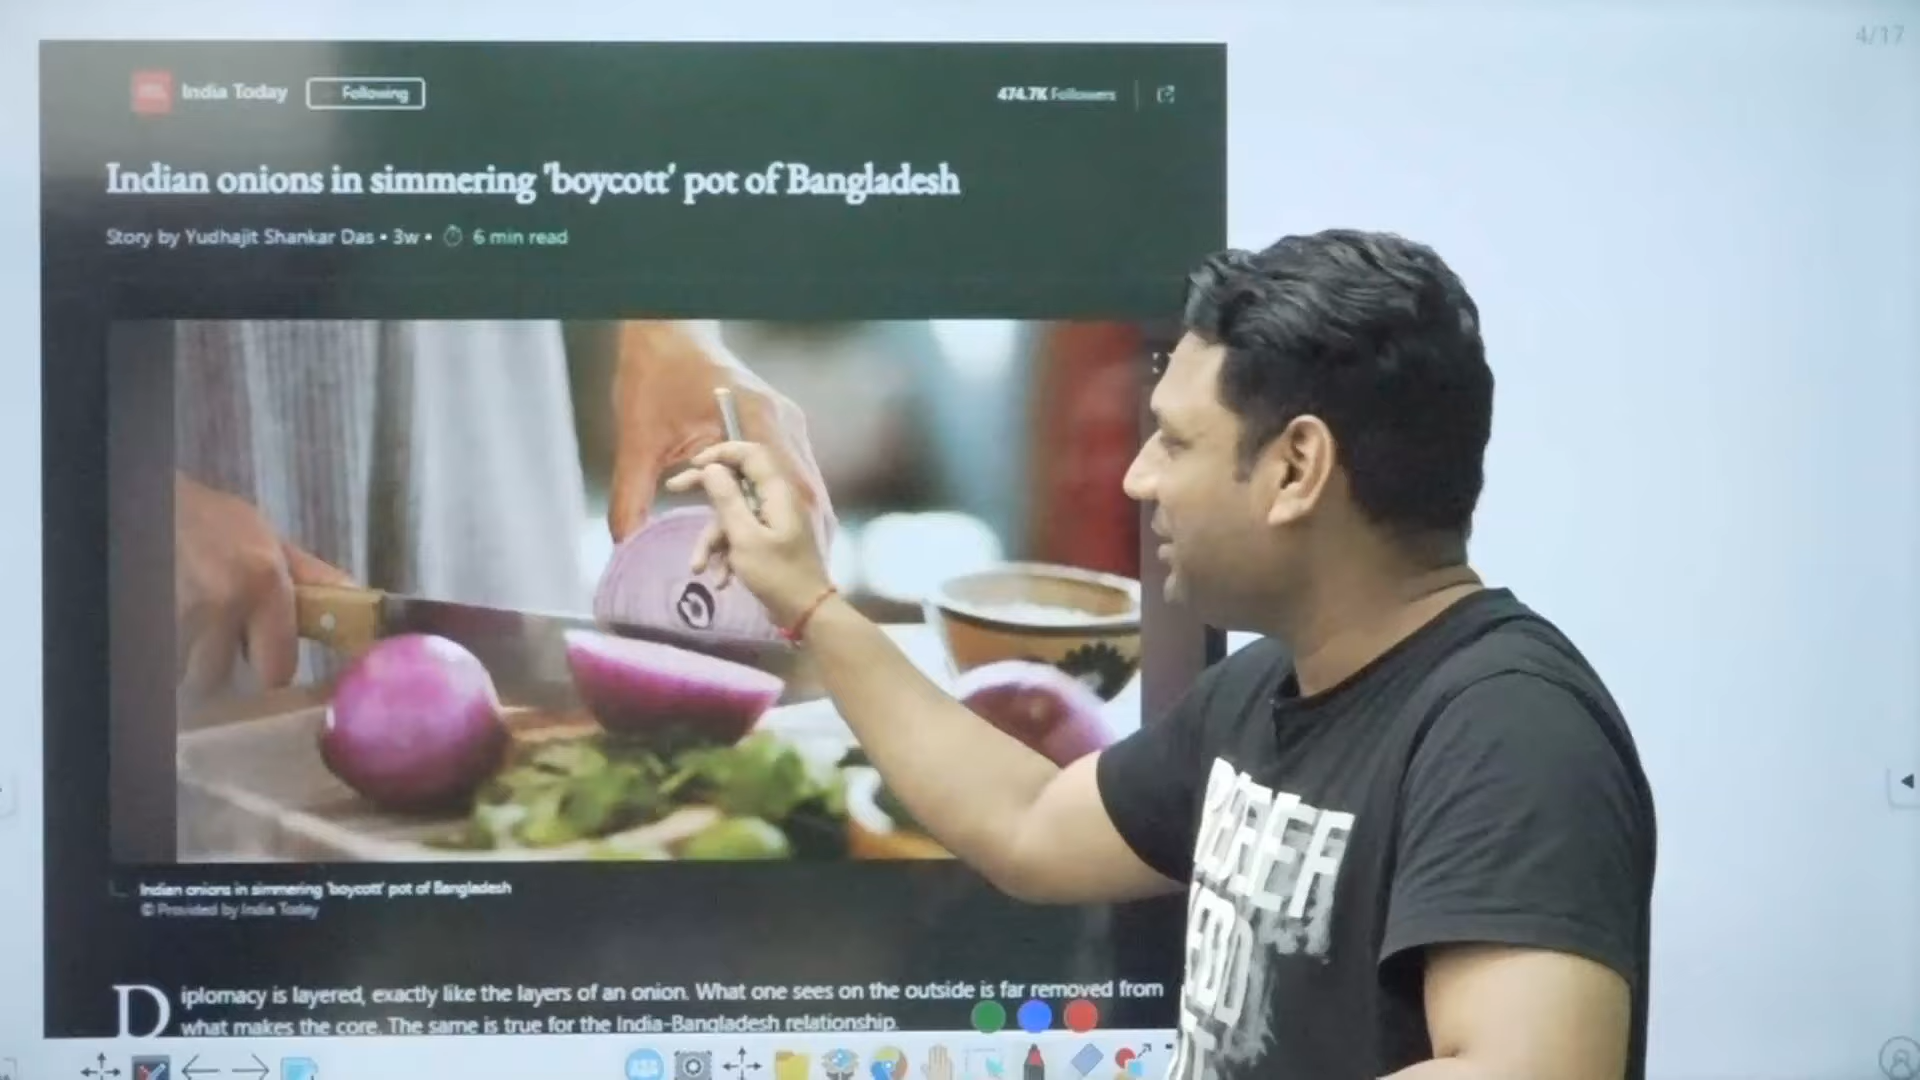 4/17
India Today
Following
474.7K Followers
Indian onions in simmering 'boycott' pot of Bangladesh
Story by Yudhajit Shankar Das • 3w • 6 min read
Indian onions in simmering 'boycott' pot of Bangladesh
© Provided by India Today
Diplomacy is layered, exactly like the layers of an onion. What one sees on the outside is far removed from
what makes the core. The same is true for the India-Bangladesh relationship.